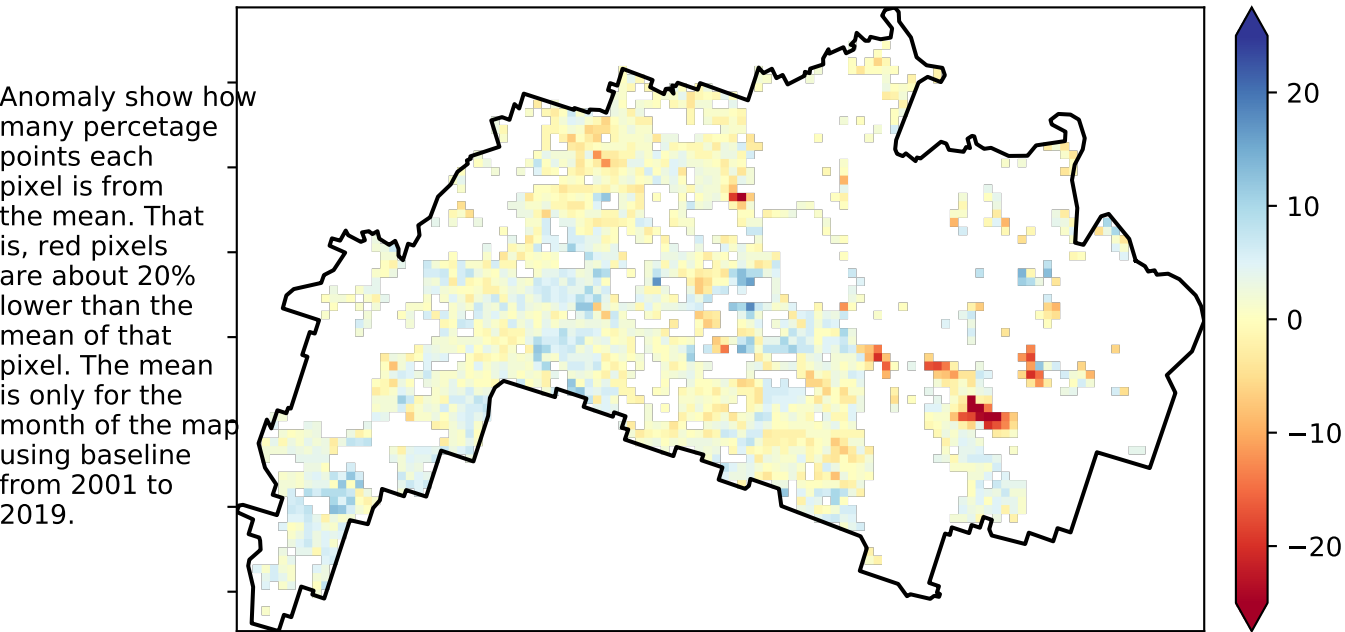 Anomaly show how
many percetage
points each
pixel is from
the mean. That
is, red pixels
are about 20%
lower than the
mean of that
pixel. The mean
is only for the
month of the map
using baseline
from 2001 to
2019.
20
10
0
−10
−20